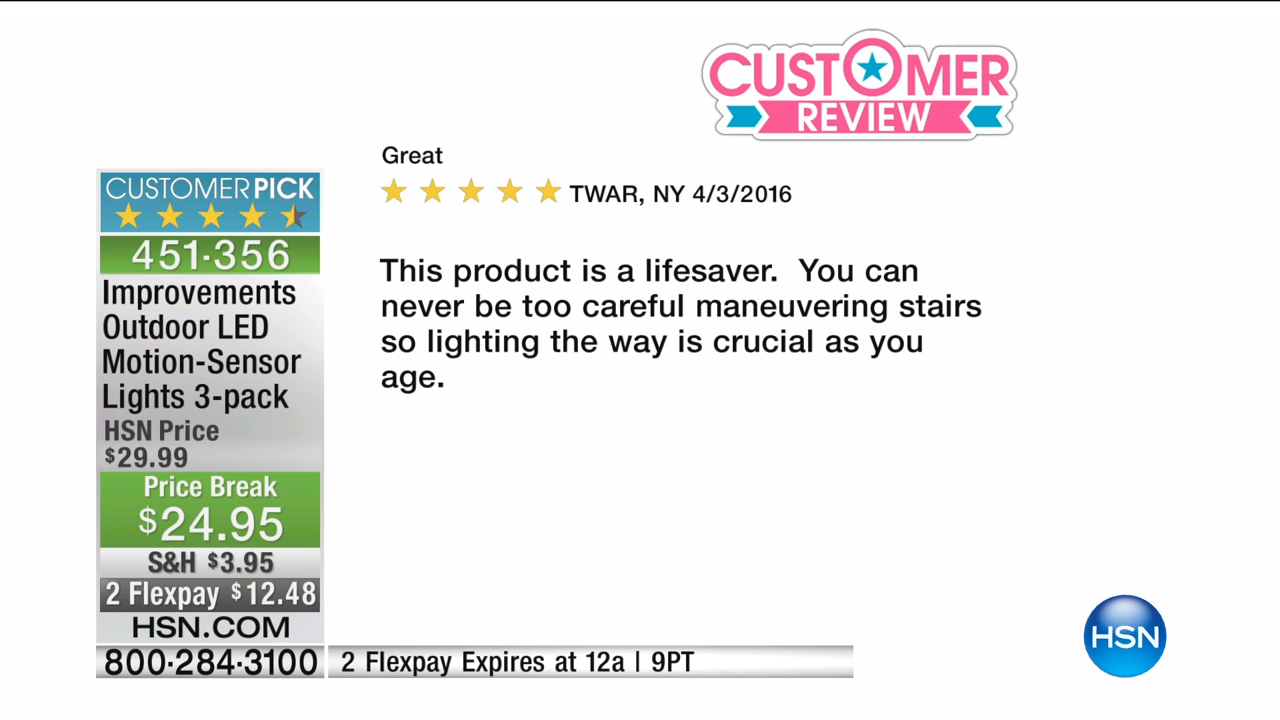 CUSTOMER
REVIEW
Great
TWAR, NY 4/3/2016
This product is a lifesaver. You can
never be too careful maneuvering stairs
so lighting the way is crucial as you
age.
CUSTOMERPICK
451·356
Improvements
Outdoor LED
Motion-Sensor
Lights 3-pack
HSN Price
$29.99
Price Break
$24.95
S&H $3.95
2 Flexpay $12.48
HSN.COM
800·284·3100
2 Flexpay Expires at 12a | 9PT
HSN